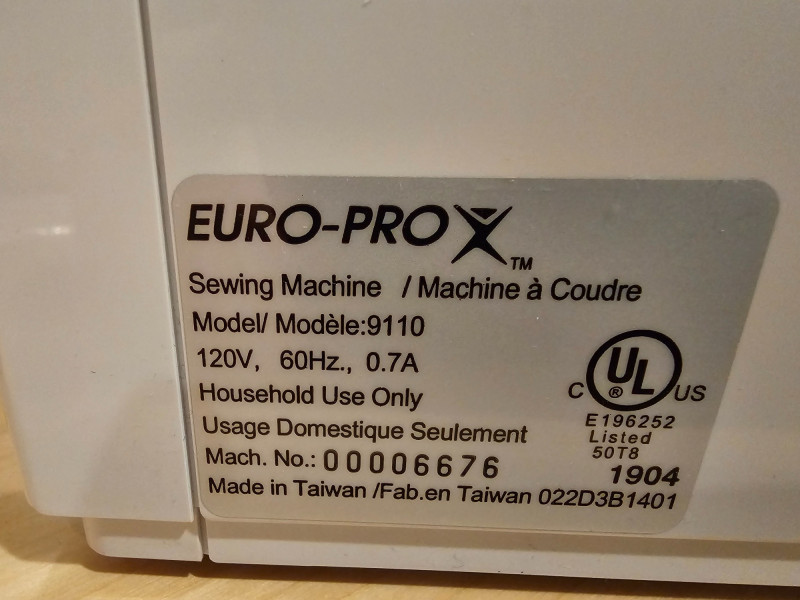 EURO-PRO X™
Sewing Machine / Machine à Coudre
Model/ Modèle:9110
120V, 60Hz., 0.7A
Household Use Only
Usage Domestique Seulement
Mach. No.: 00006676
Made in Taiwan /Fab.en Taiwan 022D3B1401
C UL ® US
E196252
Listed
50T8
1904